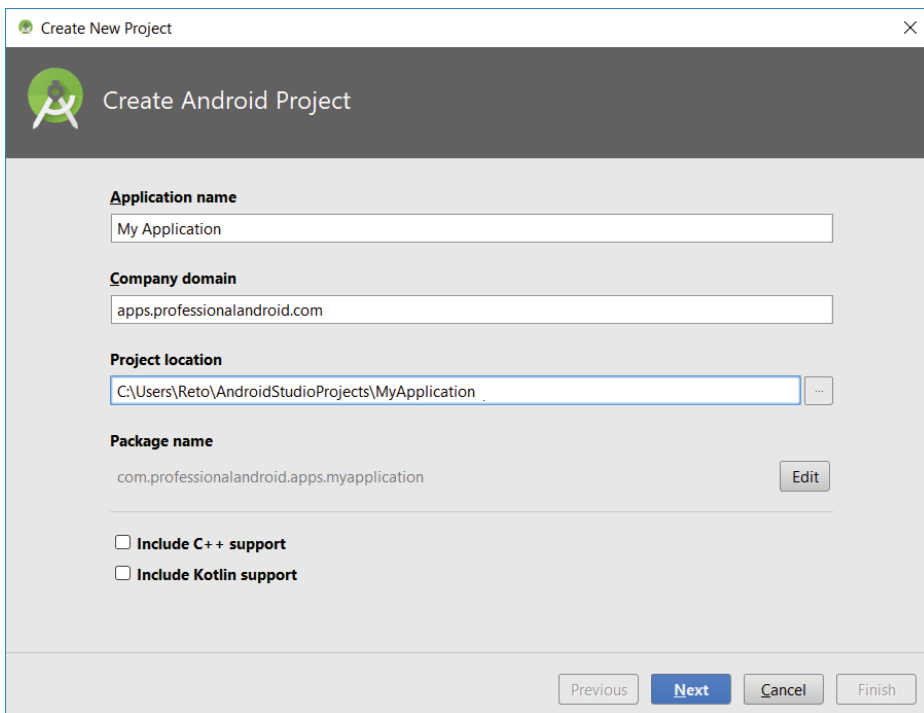 Create New Project
Create Android Project
Application name
My Application
Company domain
apps.professionalandroid.com
Project location
C:\Users\Reto\AndroidStudioProjects\MyApplication
...
Package name
com.professionalandroid.apps.myapplication
Edit
Include C++ support
Include Kotlin support
Previous
Next
Cancel
Finish